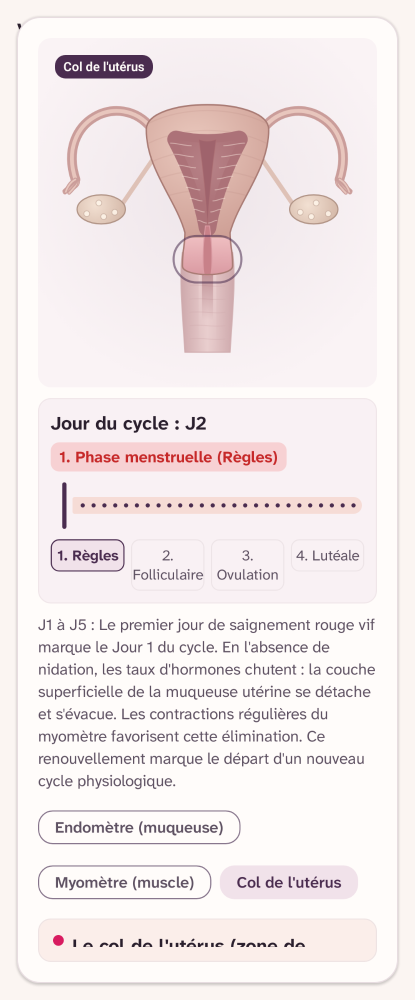 Col de l'utérus
Jour du cycle : J2
1. Phase menstruelle (Règles)
1. Règles
2.
Folliculaire
3.
Ovulation
4. Lutéale
J1 à J5 : Le premier jour de saignement rouge vif
marque le Jour 1 du cycle. En l'absence de
nidation, les taux d'hormones chutent : la couche
superficielle de la muqueuse utérine se détache
et s'évacue. Les contractions régulières du
myomètre favorisent cette élimination. Ce
renouvellement marque le départ d'un nouveau
cycle physiologique.
Endomètre (muqueuse)
Myomètre (muscle)
Col de l'utérus
Le col de l'utérus (zone de